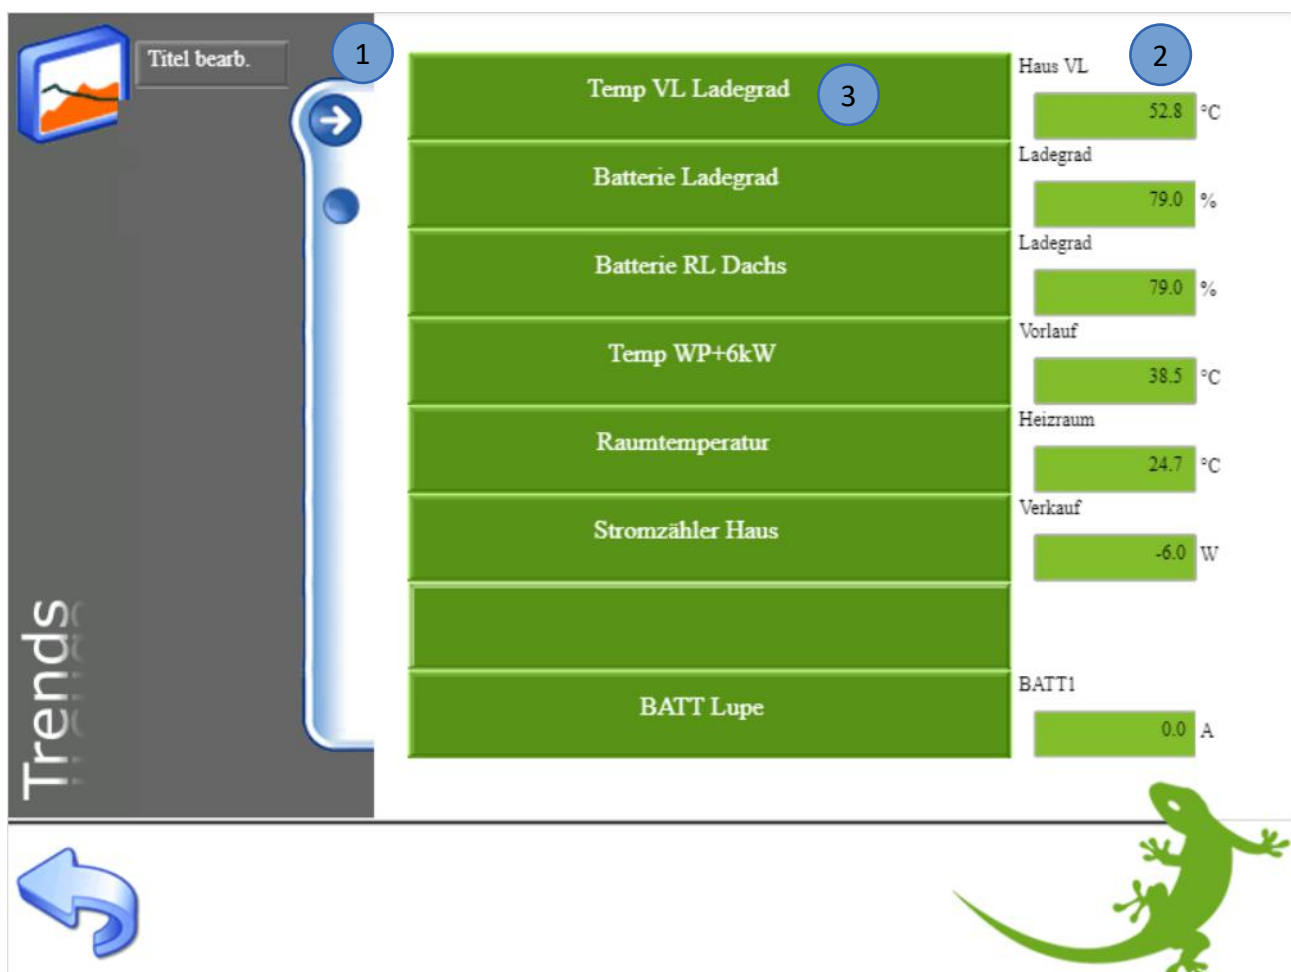 Titel bearb.
1
2
3
Trends
Temp VL Ladegrad
Haus VL
52.8 °C
Batterie Ladegrad
Ladegrad
79.0 %
Batterie RL Dachs
Ladegrad
79.0 %
Temp WP+6kW
Vorlauf
38.5 °C
Raumtemperatur
Heizraum
24.7 °C
Stromzähler Haus
Verkauf
-6.0 W
BATT Lupe
BATT1
0.0 A